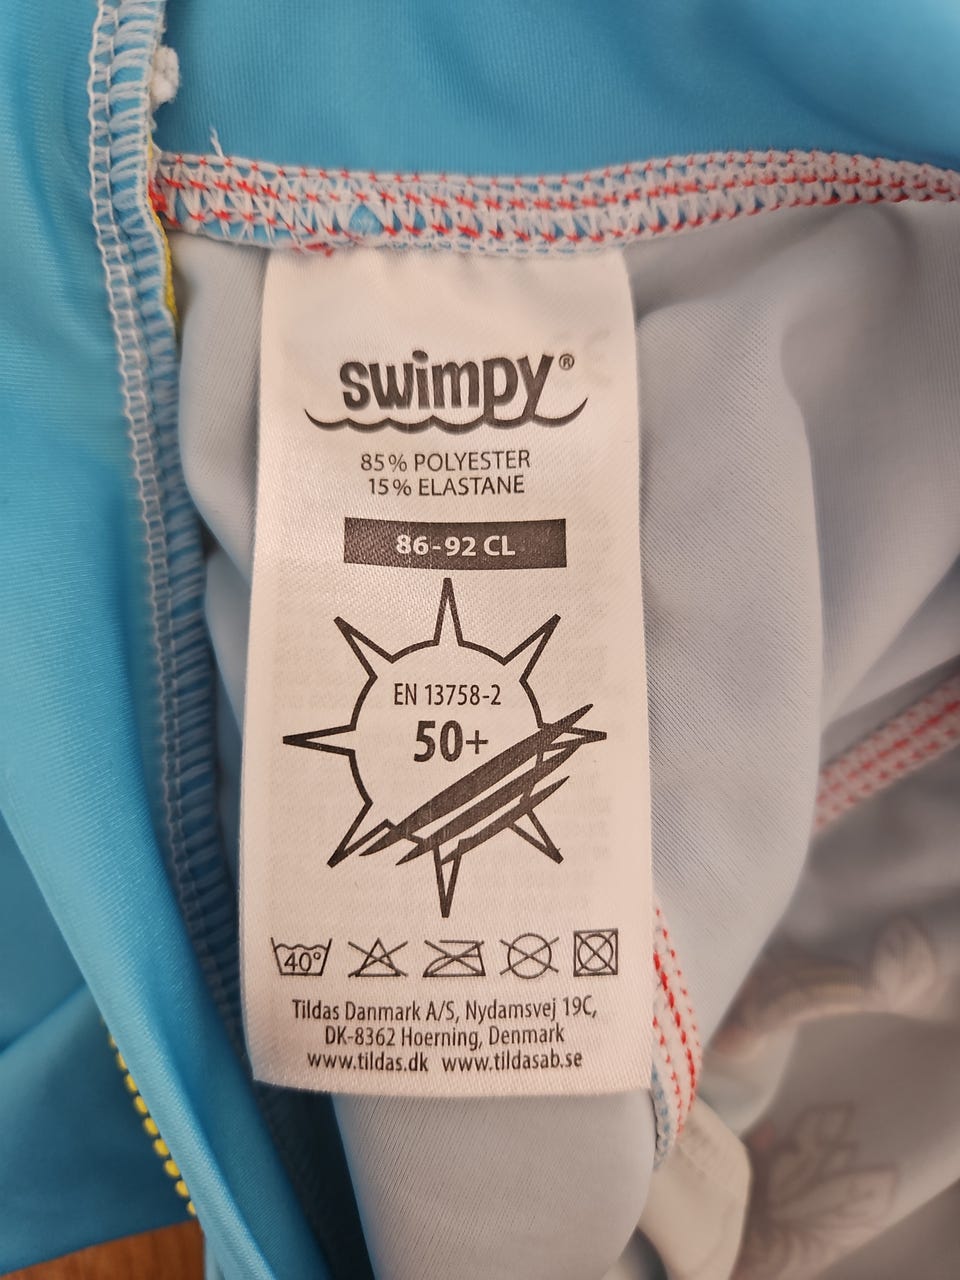 swimpy®
85% POLYESTER
15% ELASTANE
86-92 CL
EN 13758-2
50+
40°
Tildas Danmark A/S, Nydamsvej 19C,
DK-8362 Hoerning, Denmark
www.tildas.dk www.tildasab.se